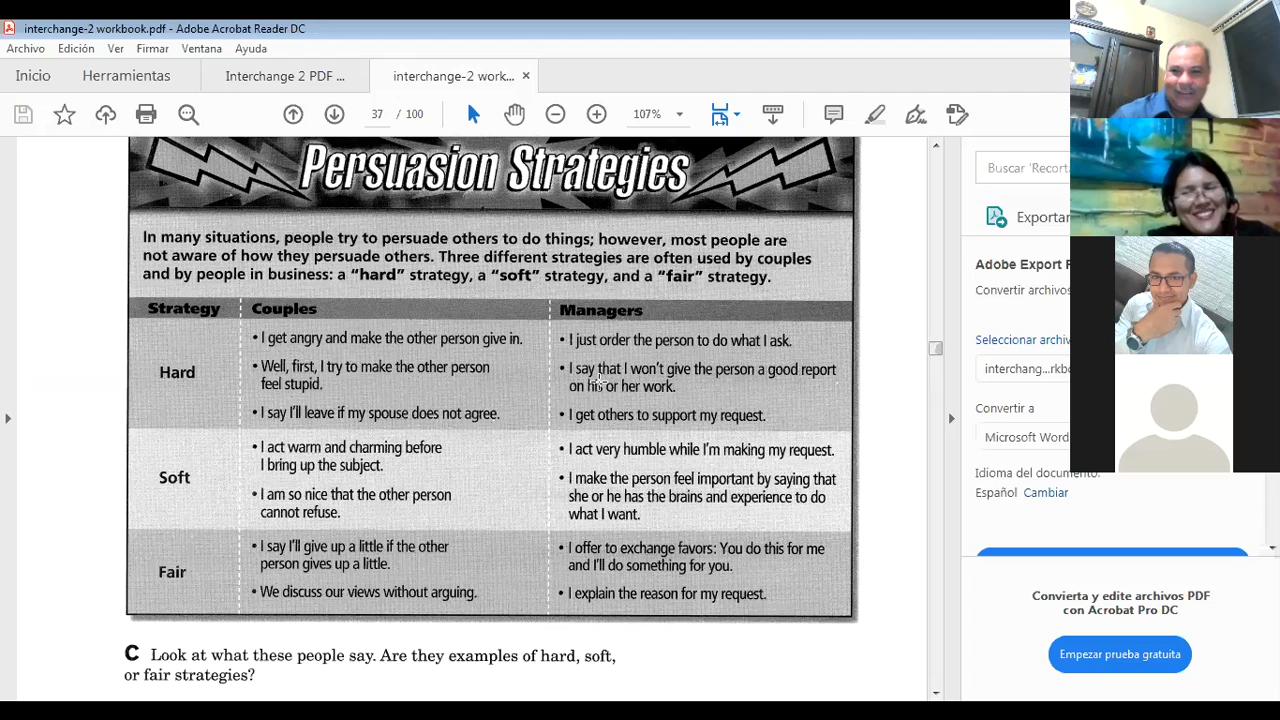 interchange-2 workbook.pdf - Adobe Acrobat Reader DC
Archivo Edición Ver Firmar Ventana Ayuda
Inicio Herramientas Interchange 2 PDF ... interchange-2 work... ×
37 / 100 107%
Persuasion Strategies
In many situations, people try to persuade others to do things; however, most people are
not aware of how they persuade others. Three different strategies are often used by couples
and by people in business: a “hard” strategy, a “soft” strategy, and a “fair” strategy.
Strategy Couples Managers
Hard
• I get angry and make the other person give in.
• Well, first, I try to make the other person
feel stupid.
• I say I'll leave if my spouse does not agree.
• I just order the person to do what I ask.
• I say that I won't give the person a good report
on his or her work.
• I get others to support my request.
Soft
• I act warm and charming before
I bring up the subject.
• I am so nice that the other person
cannot refuse.
• I act very humble while I'm making my request.
• I make the person feel important by saying that
she or he has the brains and experience to do
what I want.
Fair
• I say I'll give up a little if the other
person gives up a little.
• We discuss our views without arguing.
• I offer to exchange favors: You do this for me
and I'll do something for you.
• I explain the reason for my request.
C Look at what these people say. Are they examples of hard, soft,
or fair strategies?
Buscar 'Recort
Exportar
Adobe Export
Convertir archivos
Seleccionar archiv
interchang...rkb
Convertir a
Microsoft Word
Idioma del documento:
Español Cambiar
Convierta y edite archivos PDF
con Acrobat Pro DC
Empezar prueba gratuita